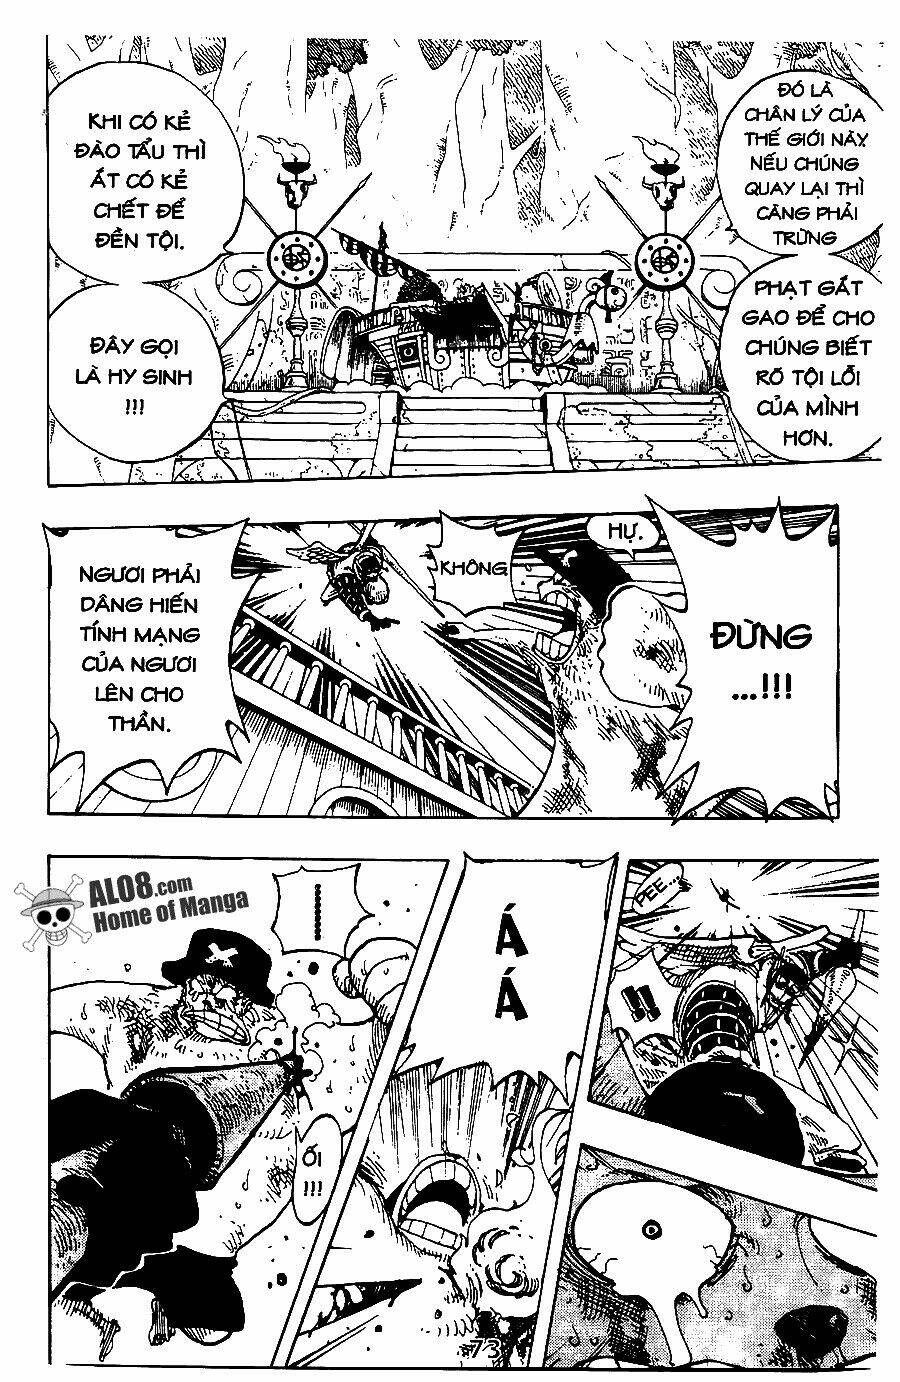 ĐÓ LÀ
CHÂN LÝ CỦA
THẾ GIỚI NÀY
NẾU CHÚNG
QUAY LẠI THÌ
CÀNG PHẢI
TRỪNG
PHẠT GẮT
GAO ĐỂ CHO
CHÚNG BIẾT
RÕ TỘI LỖI
CỦA MÌNH
HƠN.
KHI CÓ KẺ
ĐÀO TẨU THÌ
ẮT CÓ KẺ
CHẾT ĐỂ
ĐỀN TỘI.
ĐÂY GỌI
LÀ HY SINH
!!!
ĐỪNG
...!!!
HỰ.
KHÔNG.
NGƯƠI PHẢI
DÂNG HIẾN
TÍNH MẠNG
CỦA NGƯƠI
LÊN CHO
THẦN.
PEE...
!!
Á
Á
..........
ỐI
!!!
AL08.com
Home of Manga
73